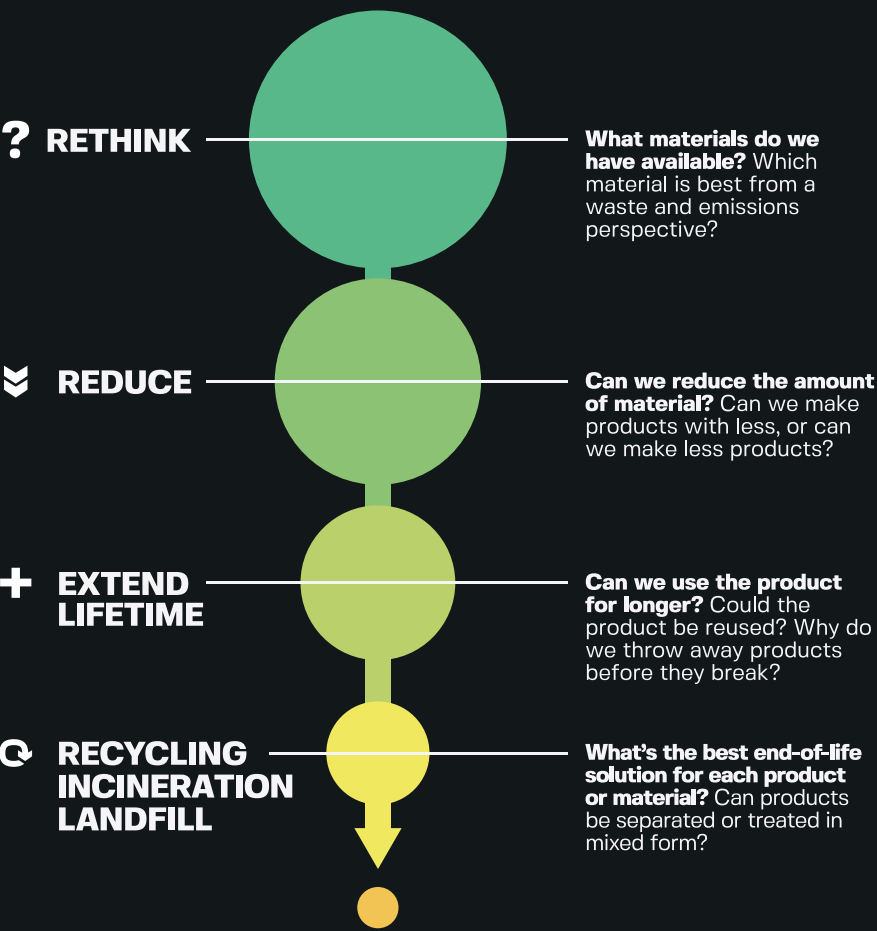 ? RETHINK
What materials do we
have available? Which
material is best from a
waste and emissions
perspective?
REDUCE
Can we reduce the amount
of material? Can we make
products with less, or can
we make less products?
+ EXTEND
LIFETIME
Can we use the product
for longer? Could the
product be reused? Why do
we throw away products
before they break?
RECYCLING
INCINERATION
LANDFILL
What's the best end-of-life
solution for each product
or material? Can products
be separated or treated in
mixed form?